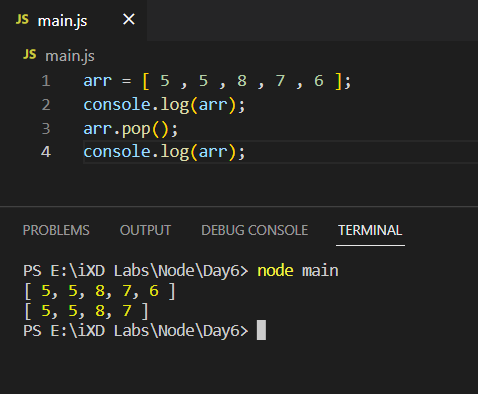 JS main.js ×
JS main.js
1 arr = [ 5 , 5 , 8 , 7 , 6 ];
2 console.log(arr);
3 arr.pop();
4 console.log(arr);
PROBLEMS OUTPUT DEBUG CONSOLE TERMINAL
PS E:\iXD Labs\Node\Day6> node main
[ 5, 5, 8, 7, 6 ]
[ 5, 5, 8, 7 ]
PS E:\iXD Labs\Node\Day6>